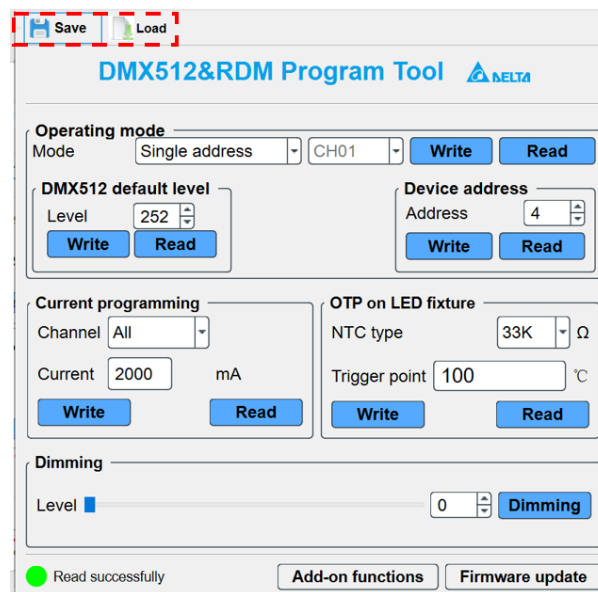 Save Load
DMX512&RDM Program Tool DELTA
Operating mode
Mode Single address CH01 Write Read
DMX512 default level
Level 252
Write Read
Device address
Address 4
Write Read
Current programming
Channel All
Current 2000 mA
Write Read
OTP on LED fixture
NTC type 33K Ω
Trigger point 100 ℃
Write Read
Dimming
Level 0 Dimming
Read successfully Add-on functions Firmware update